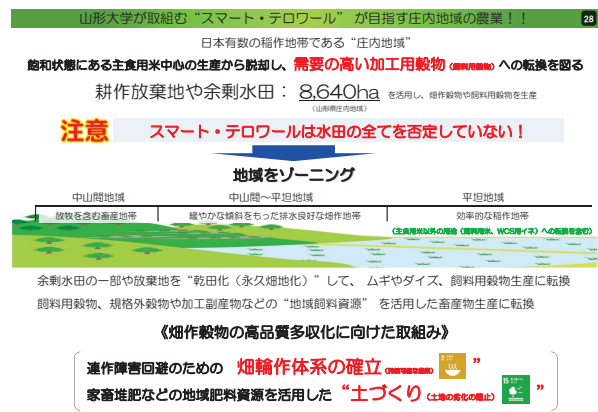 山形大学が取組む“スマート・テロワール” が目指す庄内地域の農業！！
28
日本有数の稲作地帯である“庄内地域”
飽和状態にある主食用米中心の生産から脱却し、需要の高い加工用穀物（飼料用穀物）への転換を図る
耕作放棄地や余剰水田： 8,640ha を活用し、畑作穀物や飼料用穀物を生産
（山形県庄内地域）
注意 スマート・テロワールは水田の全てを否定していない！
地域をゾーニング
中山間地域 中山間～平坦地域 平坦地域
放牧を含む畜産地帯 緩やかな傾斜をもった排水良好な畑作地帯 効率的な稲作地帯
（主食用米以外の用途（飼料用米、WCS用イネ）への転換を含む）
余剰水田の一部や放棄地を“乾田化（永久畑地化）”して、 ムギやダイズ、飼料用穀物生産に転換
飼料用穀物、規格外穀物や加工副産物などの“地域飼料資源” を活用した畜産物生産に転換
《畑作穀物の高品質多収化に向けた取組み》
連作障害回避のための 畑輪作体系の確立 ”
家畜堆肥などの地域肥料資源を活用した “土づくり（土地の劣化の阻止） ”
2
15